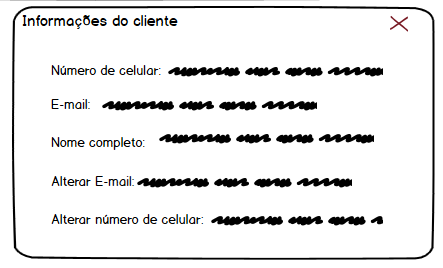 Informações do cliente
Número de celular:
E-mail:
Nome completo:
Alterar E-mail:
Alterar número de celular: